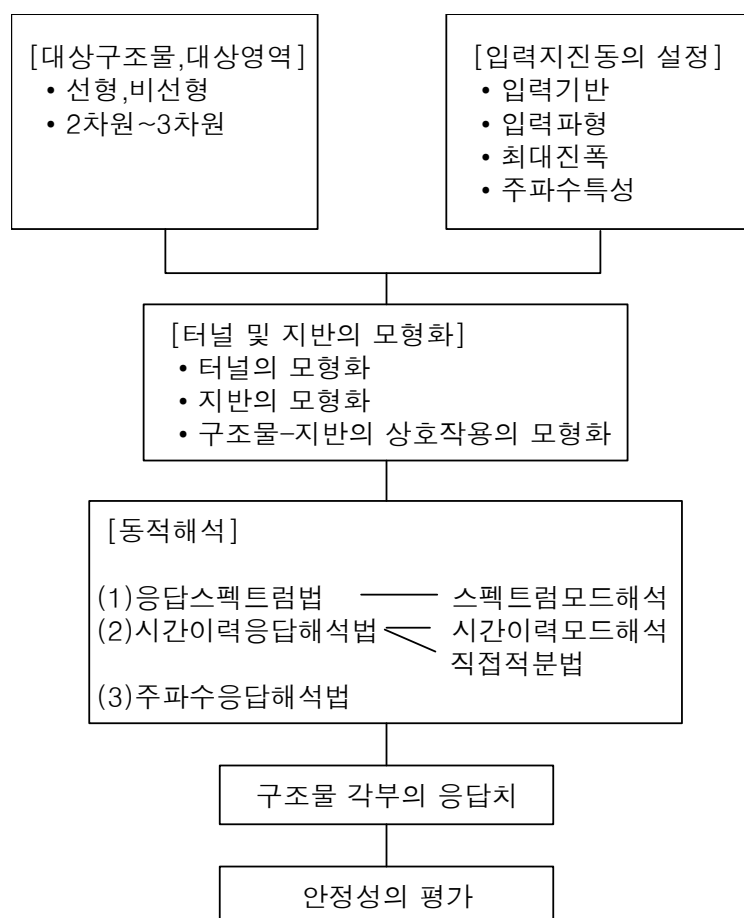 [대상구조물,대상영역]
• 선형,비선형
• 2차원~3차원
[입력지진동의 설정]
• 입력기반
• 입력파형
• 최대진폭
• 주파수특성
[터널 및 지반의 모형화]
• 터널의 모형화
• 지반의 모형화
• 구조물–지반의 상호작용의 모형화
[동적해석]
(1)응답스펙트럼법 스펙트럼모드해석
(2)시간이력응답해석법 시간이력모드해석
직접적분법
(3)주파수응답해석법
구조물 각부의 응답치
안정성의 평가